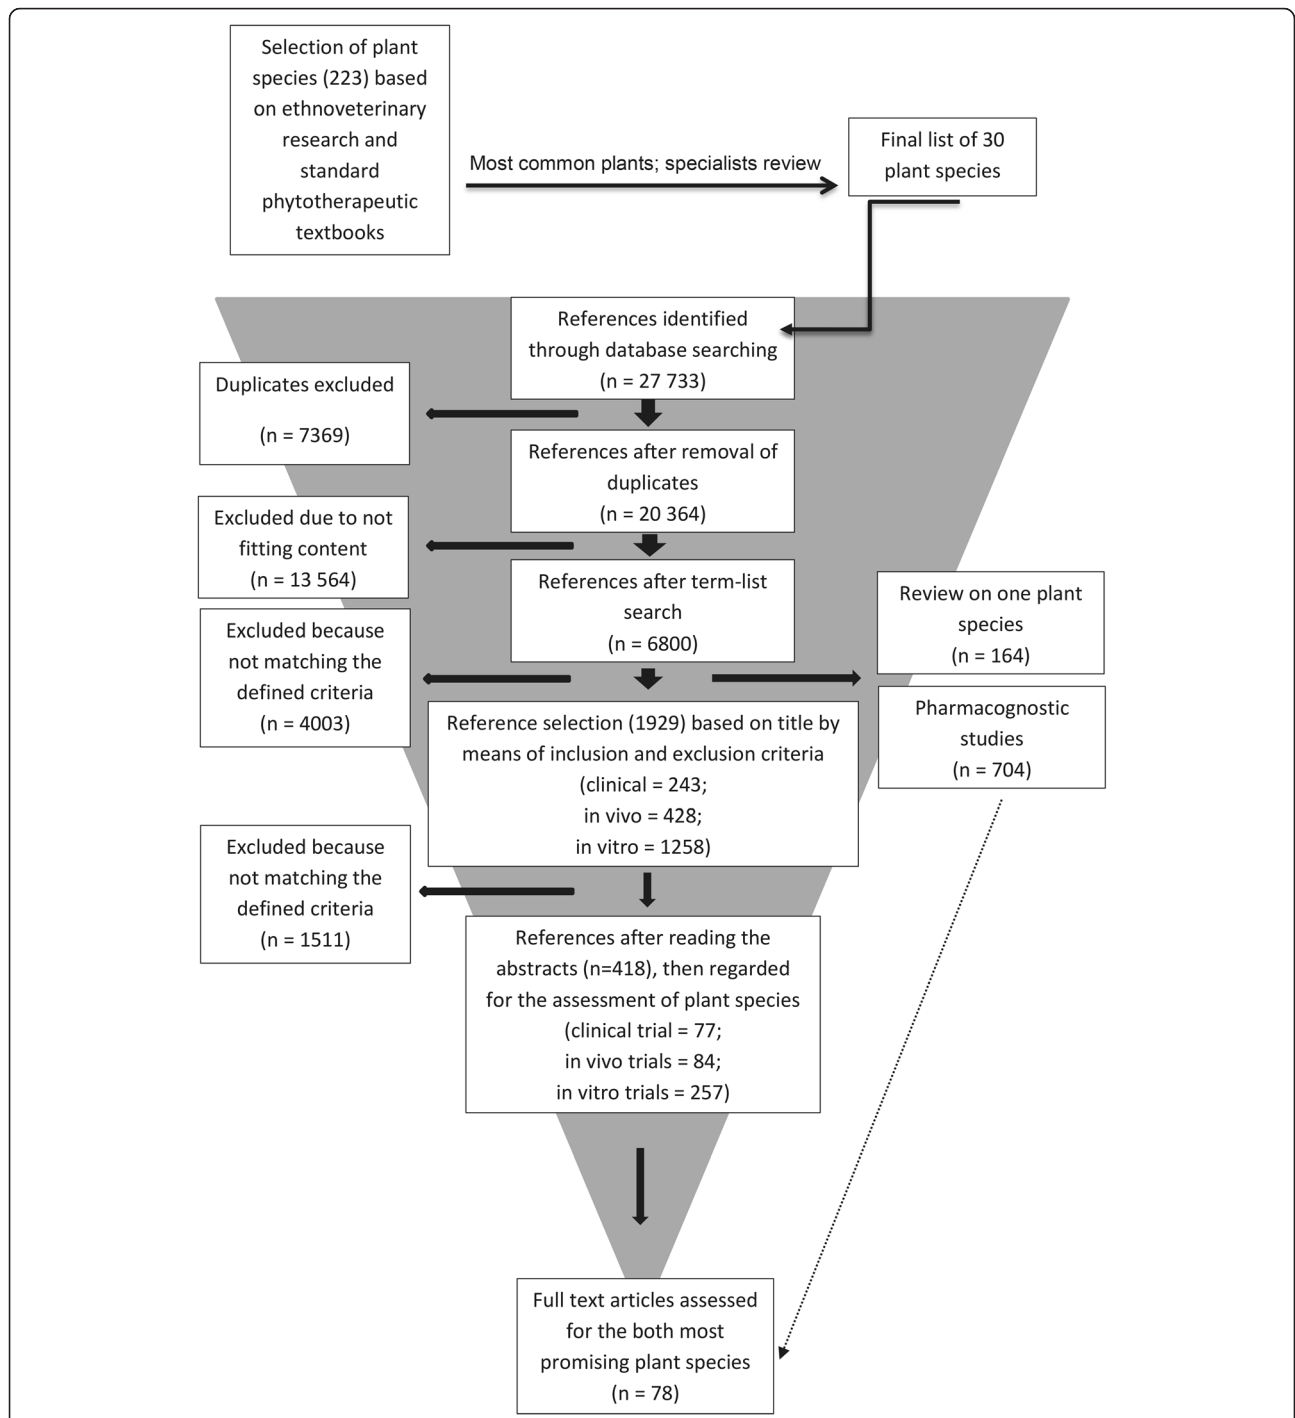 Selection of plant
species (223) based
on ethnoveterinary
research and
standard
phytotherapeutic
textbooks
Most common plants; specialists review
Final list of 30
plant species
References identified
through database searching
(n = 27 733)
Duplicates excluded
(n = 7369)
References after removal of
duplicates
(n = 20 364)
Excluded due to not
fitting content
(n = 13 564)
References after term-list
search
(n = 6800)
Review on one plant
species
(n = 164)
Excluded because
not matching the
defined criteria
(n = 4003)
Pharmacognostic
studies
(n = 704)
Reference selection (1929) based on title by
means of inclusion and exclusion criteria
(clinical = 243;
in vivo = 428;
in vitro = 1258)
Excluded because
not matching the
defined criteria
(n = 1511)
References after reading the
abstracts (n=418), then regarded
for the assessment of plant species
(clinical trial = 77;
in vivo trials = 84;
in vitro trials = 257)
Full text articles assessed
for the both most
promising plant species
(n = 78)